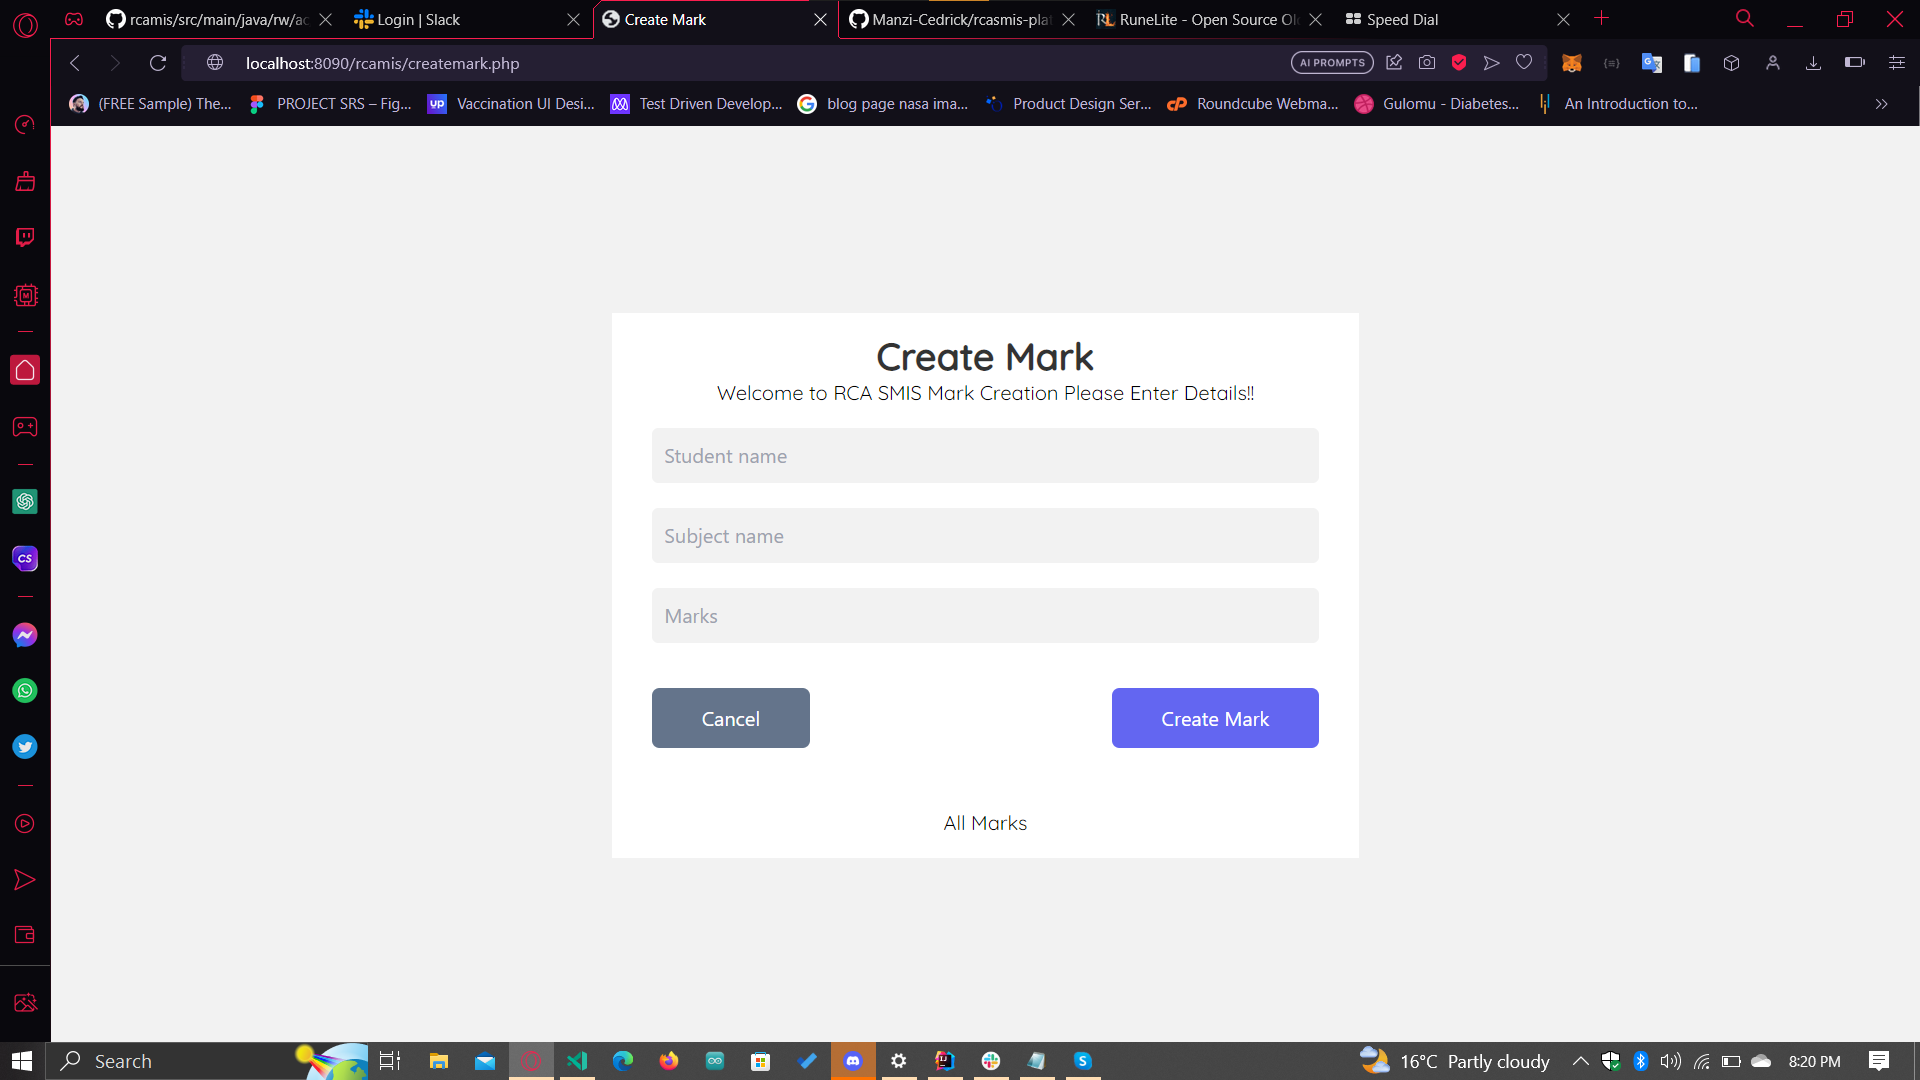 rcamis/src/main/java/rw/ac
Login | Slack
Create Mark
Manzi-Cedrick/rcasmis-plat
RuneLite - Open Source Ol
Speed Dial
localhost:8090/rcamis/createmark.php
AI PROMPTS
(FREE Sample) The...
PROJECT SRS – Fig...
up
Vaccination UI Desi...
Test Driven Develop...
blog page nasa ima...
Product Design Ser...
Roundcube Webma...
Gulomu - Diabetes...
An Introduction to...
Create Mark
Welcome to RCA SMIS Mark Creation Please Enter Details!!
Student name
Subject name
Marks
Cancel
Create Mark
All Marks
CS
Search
16°C Partly cloudy
8:20 PM